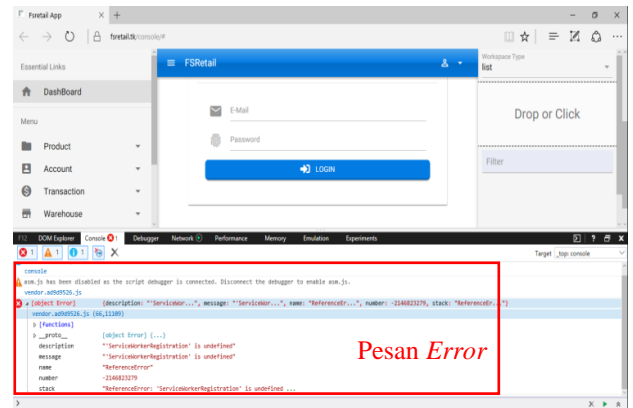 Fsretail App
fsretail.tk/console/#
Essential Links
DashBoard
Menu
Product
Account
Transaction
Warehouse
FSRetail
E-Mail
Password
LOGIN
Workspace Type
list
Drop or Click
Filter
F12 DOM Explorer Console 1 Debugger Network Performance Memory Emulation Experiments
1 1 1 Target _top: console
console
asm.js has been disabled as the script debugger is connected. Disconnect the debugger to enable asm.js.
vendor.ad9d9526.js
[object Error] {description: "'ServiceWor...", message: "'ServiceWor...", name: "ReferenceEr...", number: -2146823279, stack: "ReferenceEr..."}
vendor.ad9d9526.js (66,11109)
[functions]
__proto__ [object Error] {...}
description "'ServiceWorkerRegistration' is undefined"
message "'ServiceWorkerRegistration' is undefined"
name "ReferenceError"
number -2146823279
stack "ReferenceError: 'ServiceWorkerRegistration' is undefined ...
Pesan Error